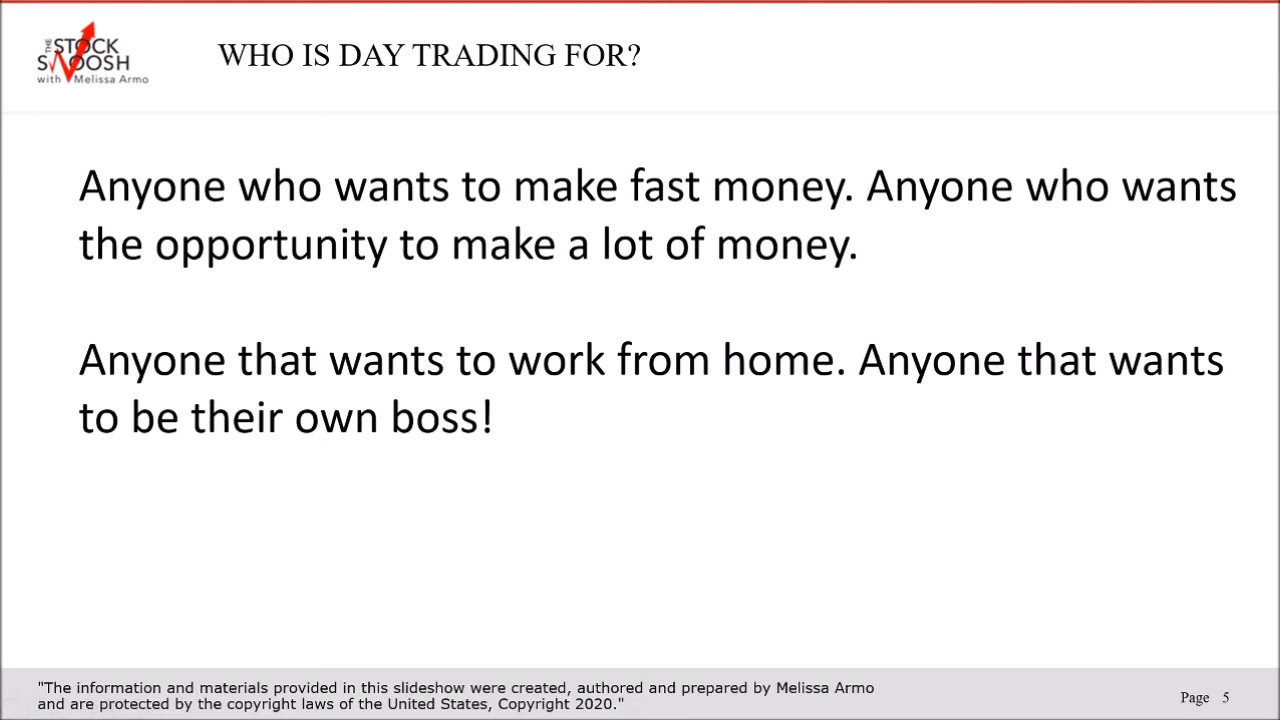 THE
STOCK
SWOOSH
with Melissa Armo
WHO IS DAY TRADING FOR?
Anyone who wants to make fast money. Anyone who wants
the opportunity to make a lot of money.
Anyone that wants to work from home. Anyone that wants
to be their own boss!
"The information and materials provided in this slideshow were created, authored and prepared by Melissa Armo
and are protected by the copyright laws of the United States, Copyright 2020."
Page 5